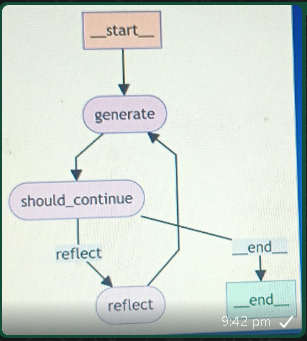 __start__
generate
should_continue
reflect
__end__
reflect
__end__
9:42 pm